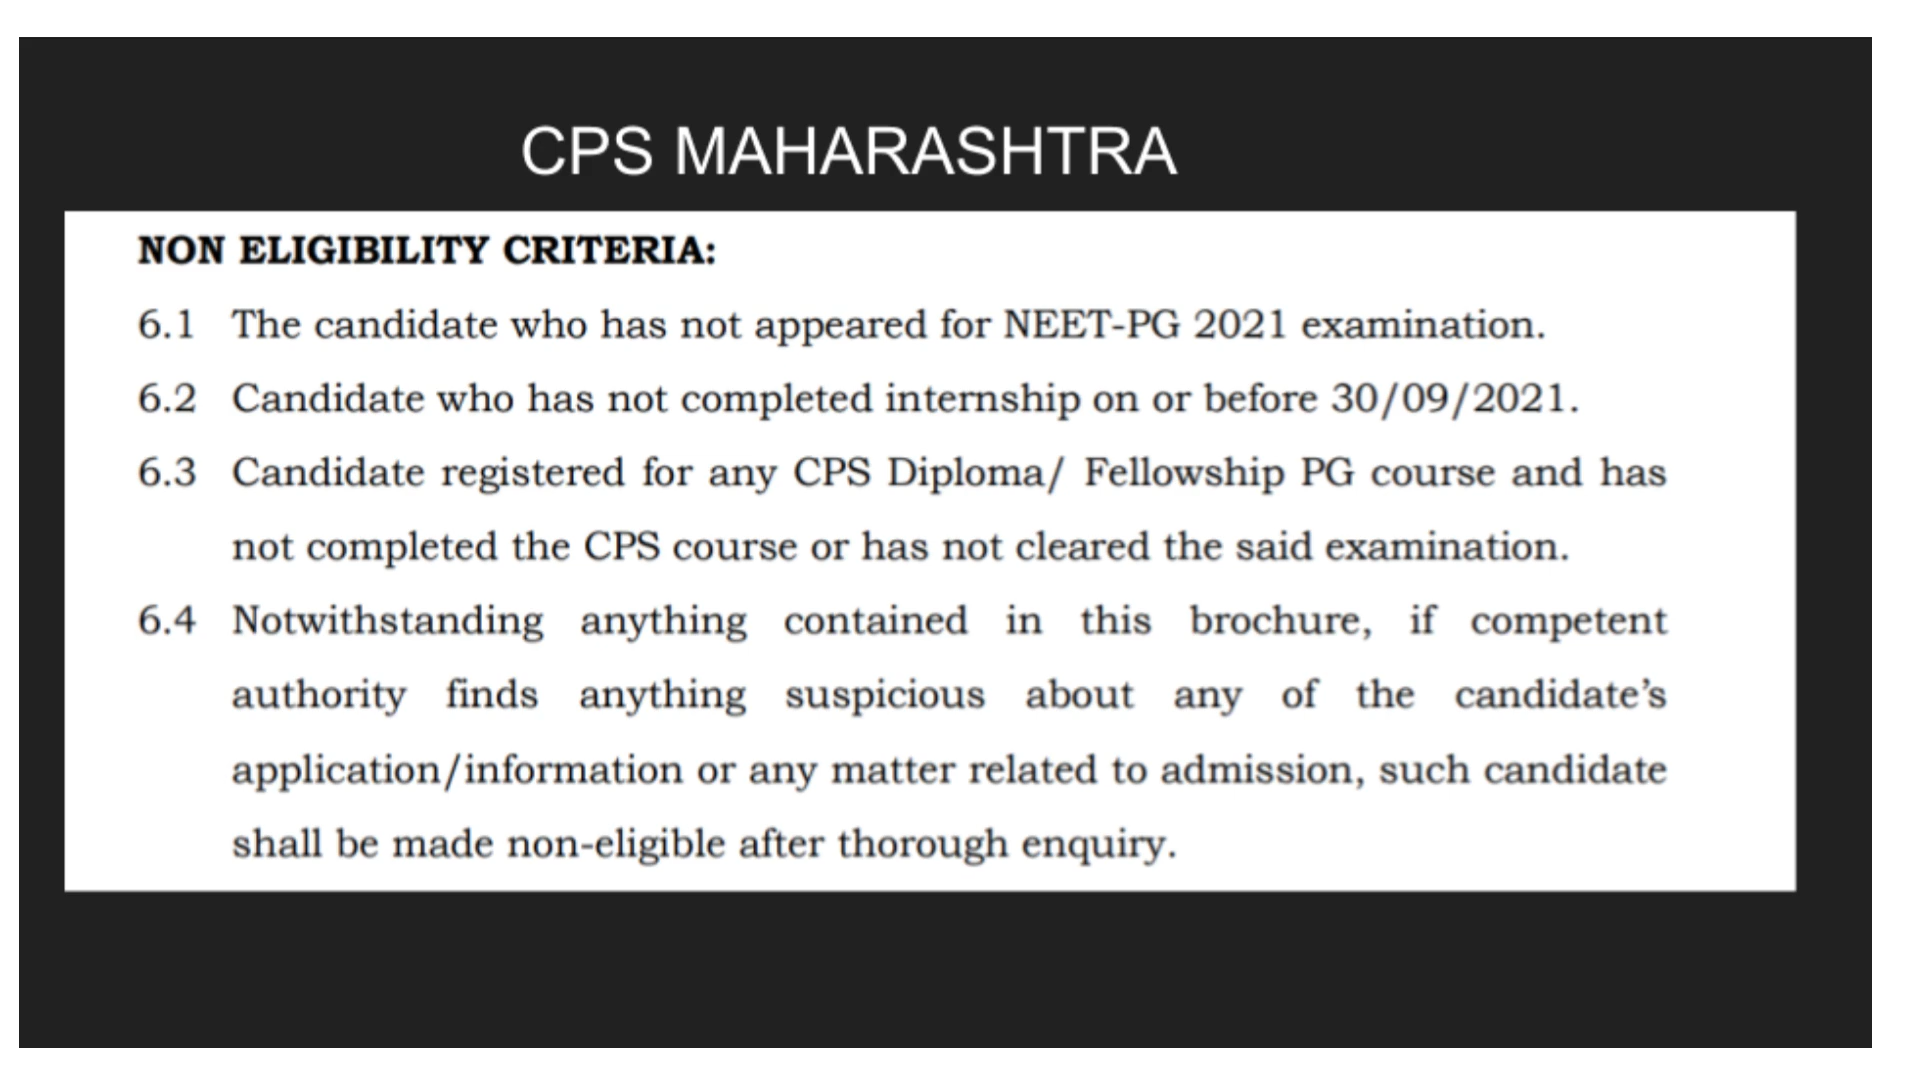 CPS MAHARASHTRA
NON ELIGIBILITY CRITERIA:
6.1 The candidate who has not appeared for NEET-PG 2021 examination.
6.2 Candidate who has not completed internship on or before 30/09/2021.
6.3 Candidate registered for any CPS Diploma/ Fellowship PG course and has
not completed the CPS course or has not cleared the said examination.
6.4 Notwithstanding anything contained in this brochure, if competent
authority finds anything suspicious about any of the candidate’s
application/information or any matter related to admission, such candidate
shall be made non-eligible after thorough enquiry.